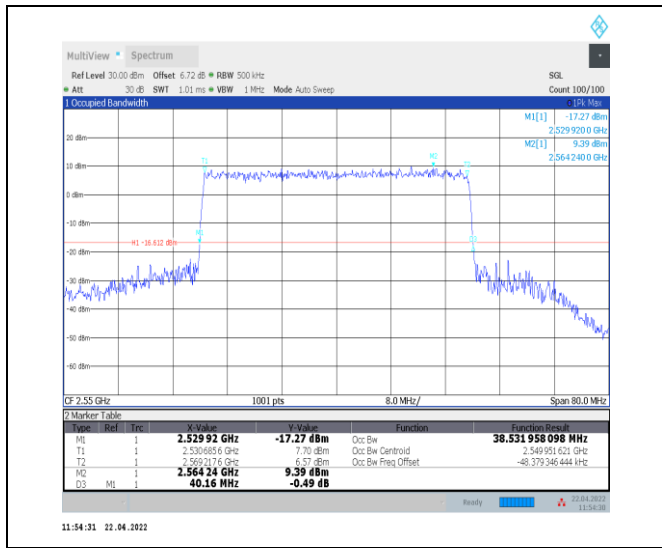 MultiView Spectrum
Ref Level 30.00 dBm Offset 6.72 dB RBW 500 kHz SGL
Att 30 dB SWT 1.01 ms VBW 1 MHz Mode Auto Sweep Count 100/100
1 Occupied Bandwidth 1Pk Max
M1[1] -17.27 dBm
2.529920 0 GHz
M2[1] 9.39 dBm
2.564240 0 GHz
20 dBm
M2
T1
T2
10 dBm
0 dBm
-10 dBm
M1
D3
H1 -16.612 dBm
-20 dBm
-30 dBm
-40 dBm
-50 dBm
-60 dBm
CF 2.55 GHz 1001 pts 8.0 MHz/ Span 80.0 MHz
2 Marker Table
Type Ref Trc X-Value Y-Value Function Function Result
M1 1 2.529 92 GHz -17.27 dBm Occ Bw 38.531 958 098 MHz
T1 1 2.530 685 6 GHz 7.70 dBm Occ Bw Centroid 2.549 951 621 GHz
T2 1 2.569 217 6 GHz 6.57 dBm Occ Bw Freq Offset -48.379 346 444 kHz
M2 1 2.564 24 GHz 9.39 dBm
D3 M1 1 40.16 MHz -0.49 dB
Ready 22.04.2022
11:54:30
11:54:31 22.04.2022